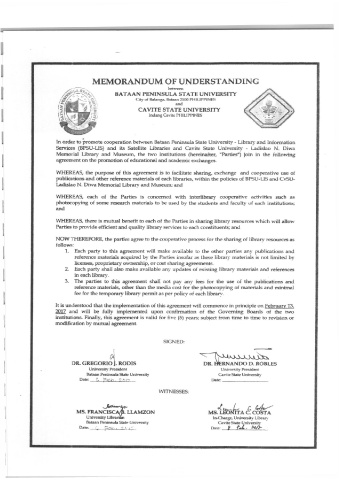 MEMORANDUM OF UNDERSTANDING
between
BATAAN PENINSULA STATE UNIVERSITY
City of Balanga, Bataan 2100 PHILIPPINES
and
CAVITE STATE UNIVERSITY
Indang Cavite PHILIPPINES
In order to promote cooperation between Bataan Peninsula State University - Library and Information
Services (BPSU-LIS) and its Satellite Libraries and Cavite State University - Ladislao N. Diwa
Memorial Library and Museum, the two institutions (hereinafter, "Parties") join in the following
agreement on the promotion of educational and academic exchanges.
WHEREAS, the purpose of this agreement is to facilitate sharing, exchange and cooperative use of
publications and other reference materials of each libraries, within the policies of BPSU-LIS and CvSU-
Ladislao N. Diwa Memorial Library and Museum; and
WHEREAS, each of the Parties is concerned with interlibrary cooperative activities such as
photocopying of some research materials to be used by the students and faculty of such institutions;
and
WHEREAS, there is mutual benefit to each of the Parties in sharing library resources which will allow
Parties to provide efficient and quality library services to each constituents; and
NOW THEREFORE, the parties agree to the cooperative process for the sharing of library resources as
follows:
1. Each party to this agreement will make available to the other parties any publications and
reference materials acquired by the Parties insofar as these library materials is not limited by
licenses, proprietary ownership, or cost sharing agreements.
2. Each party shall also make available any updates of existing library materials and references
in each library.
3. The parties to this agreement shall not pay any fees for the use of the publications and
reference materials, other than the media cost for the photocopying of materials and minimal
fee for the temporary library permit as per policy of each library.
It is understood that the implementation of this agreement will commence in principle on February 13,
2017 and will be fully implemented upon confirmation of the Governing Boards of the two
institutions. Finally, this agreement is valid for five (5) years; subject from time to time to revision or
modification by mutual agreement
SIGNED:
DR. GREGORIO J. RODIS
University President
Bataan Peninsula State University
Date:
DR. HERNANDO D. ROBLES
University President
Cavite State University
Date:
WITNESSES:
MS. FRANCISCA B. LLAMZON
University Librarian
Bataan Peninsula State University
Date:
MS. LEONITA C. COSTA
In-Charge, University Library
Cavite State University
Date: